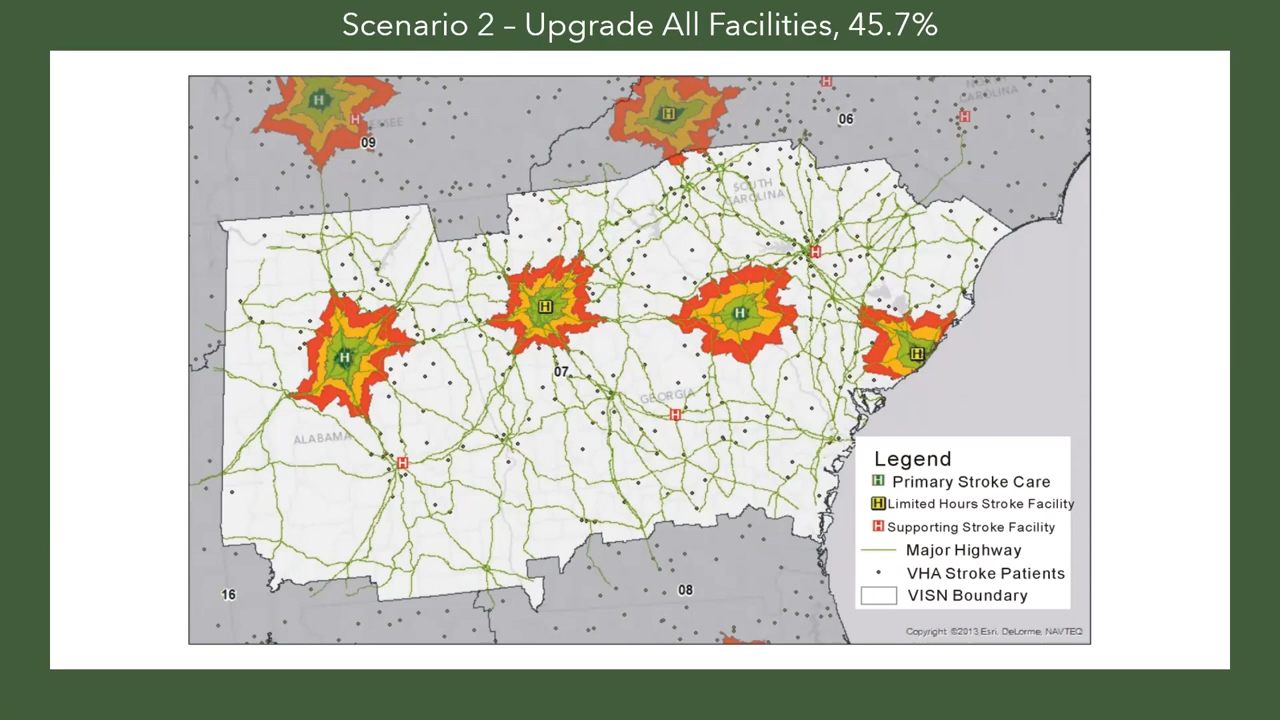 Scenario 2 – Upgrade All Facilities, 45.7%
H
H
H
CAROLINA
H
H
ESSEE
06
09
SOUTH
CAROLINA
H
H
H
H
H
07
GEORGIA
H
ALABAMA
H
16
08
Legend
H Primary Stroke Care
H Limited Hours Stroke Facility
H Supporting Stroke Facility
Major Highway
VHA Stroke Patients
VISN Boundary
Copyright ©2013 Esri, DeLorme, NAVTEQ